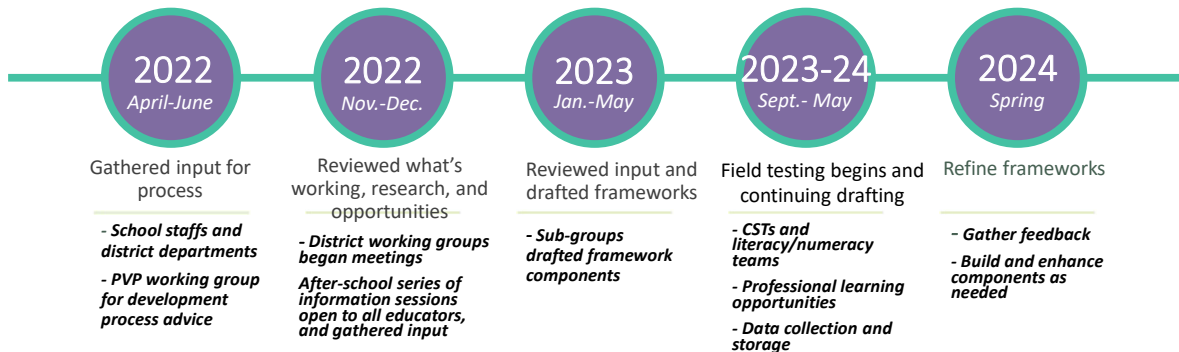 2022
April-June
Gathered input for
process
- School staffs and
district departments
- PVP working group
for development
process advice
2022
Nov.-Dec.
Reviewed what's
working, research, and
opportunities
- District working groups
began meetings
After-school series of
information sessions
open to all educators,
and gathered input
2023
Jan.-May
Reviewed input and
drafted frameworks
- Sub-groups
drafted framework
components
2023-24
Sept.- May
Field testing begins and
continuing drafting
- CSTs and
literacy/numeracy
teams
- Professional learning
opportunities
- Data collection and
storage
2024
Spring
Refine frameworks
- Gather feedback
- Build and enhance
components as
needed